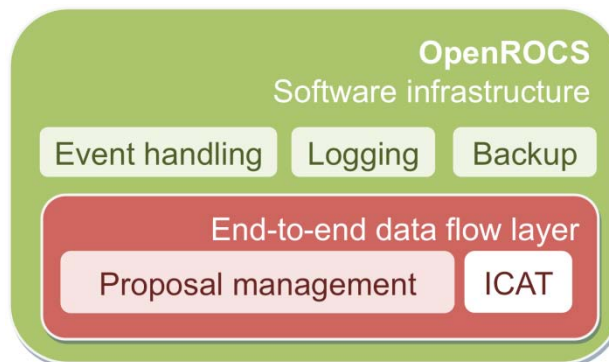 OpenROCS
Software infrastructure
Event handling Logging Backup
End-to-end data flow layer
Proposal management ICAT